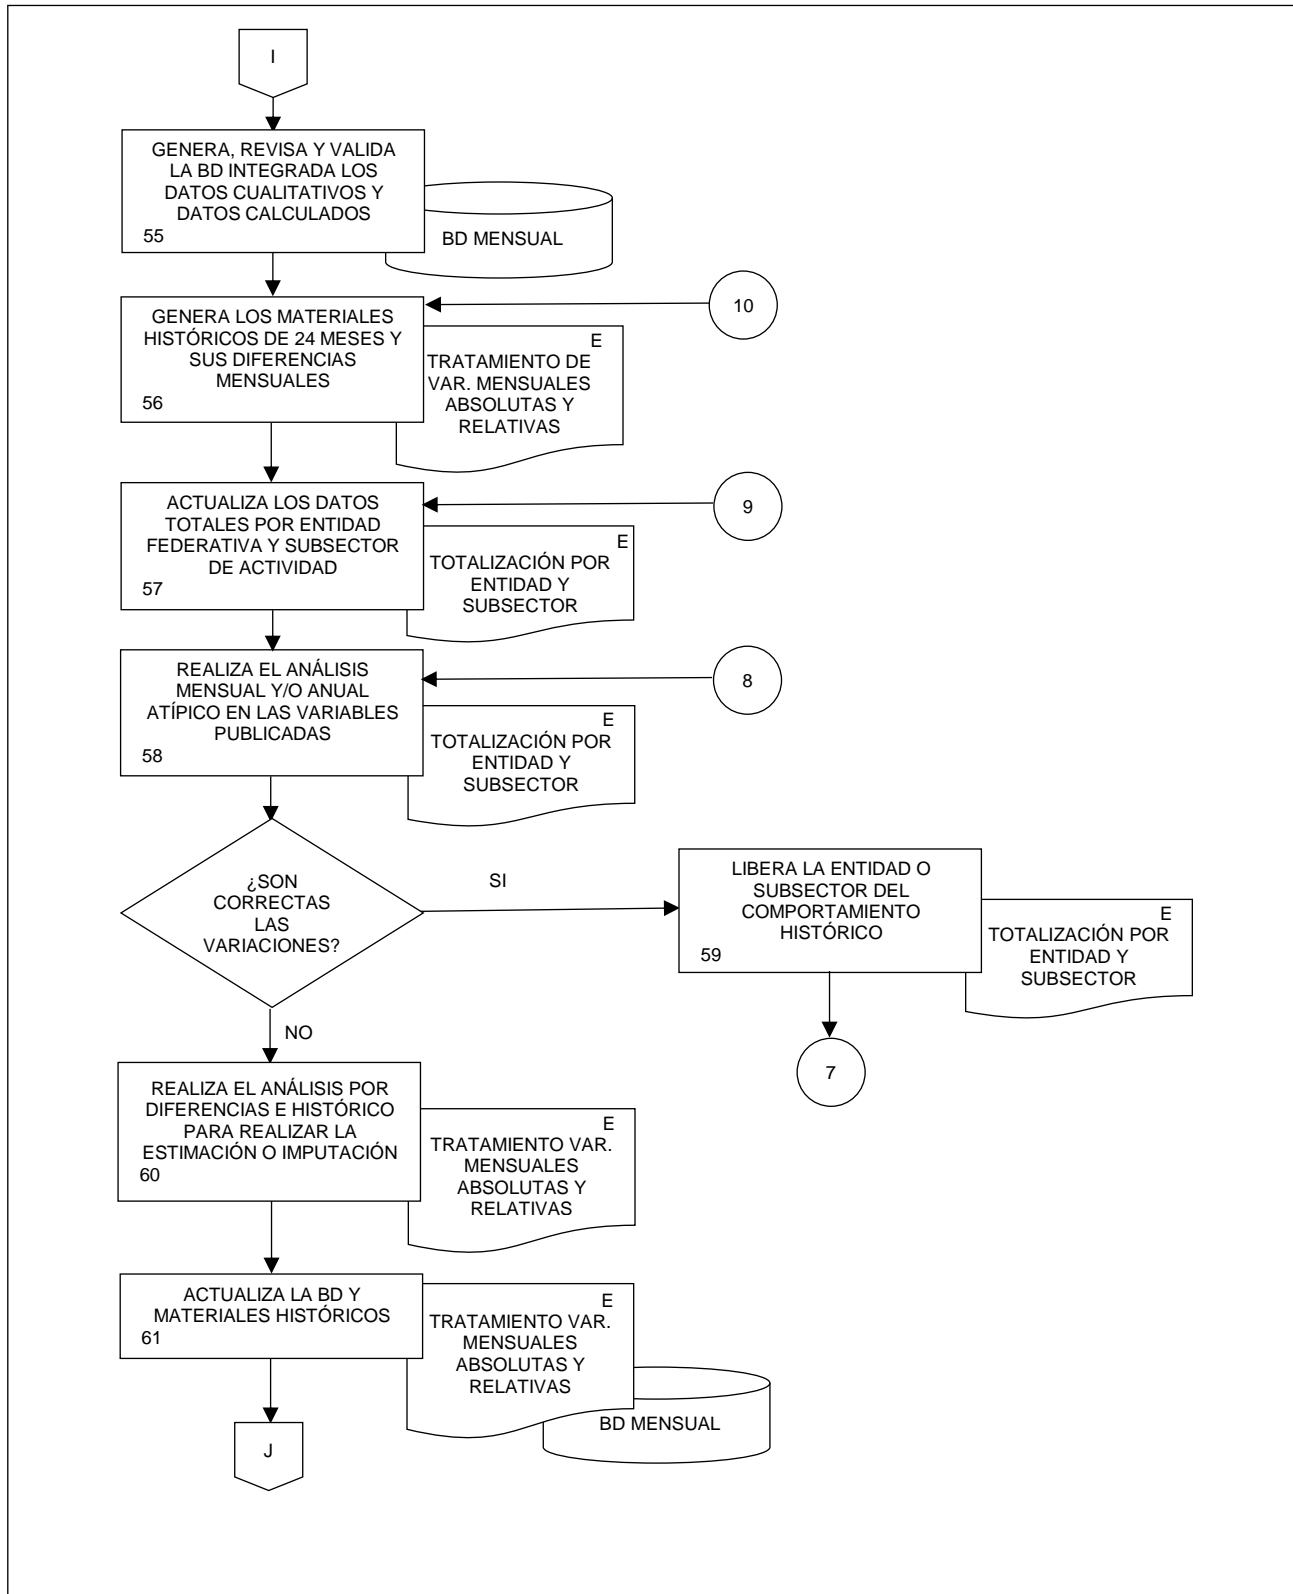 I
GENERA, REVISA Y VALIDA
LA BD INTEGRADA LOS
DATOS CUALITATIVOS Y
DATOS CALCULADOS
55
BD MENSUAL
GENERA LOS MATERIALES
HISTÓRICOS DE 24 MESES Y
SUS DIFERENCIAS
MENSUALES
56
10
E
TRATAMIENTO DE
VAR. MENSUALES
ABSOLUTAS Y
RELATIVAS
ACTUALIZA LOS DATOS
TOTALES POR ENTIDAD
FEDERATIVA Y SUBSECTOR
DE ACTIVIDAD
57
9
E
TOTALIZACIÓN POR
ENTIDAD Y
SUBSECTOR
REALIZA EL ANÁLISIS
MENSUAL Y/O ANUAL
ATÍPICO EN LAS VARIABLES
PUBLICADAS
58
8
E
TOTALIZACIÓN POR
ENTIDAD Y
SUBSECTOR
¿SON
CORRECTAS
LAS
VARIACIONES?
SI
LIBERA LA ENTIDAD O
SUBSECTOR DEL
COMPORTAMIENTO
HISTÓRICO
59
E
TOTALIZACIÓN POR
ENTIDAD Y
SUBSECTOR
7
NO
REALIZA EL ANÁLISIS POR
DIFERENCIAS E HISTÓRICO
PARA REALIZAR LA
ESTIMACIÓN O IMPUTACIÓN
60
E
TRATAMIENTO VAR.
MENSUALES
ABSOLUTAS Y
RELATIVAS
ACTUALIZA LA BD Y
MATERIALES HISTÓRICOS
61
E
TRATAMIENTO VAR.
MENSUALES
ABSOLUTAS Y
RELATIVAS
BD MENSUAL
J